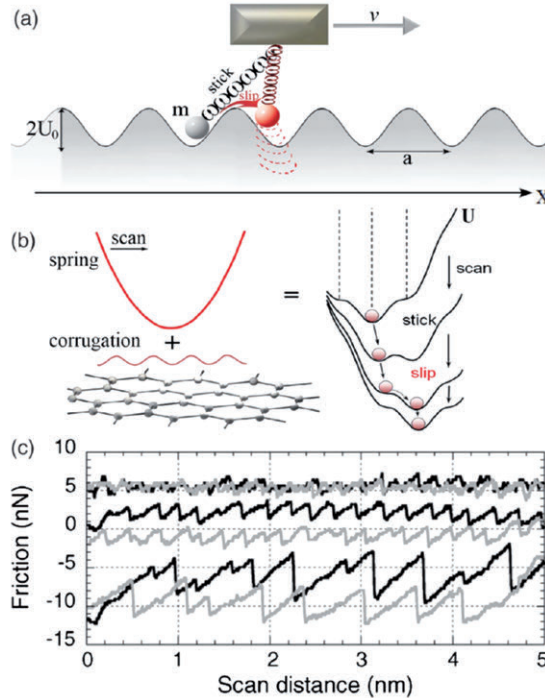 (a)
v
stick
slip
m
2U₀
a
X
(b)
spring
scan
=
U
scan
stick
corrugation
+
slip
(c)
Friction (nN)
10
5
0
-5
-10
-15
0
1
2
3
4
5
Scan distance (nm)